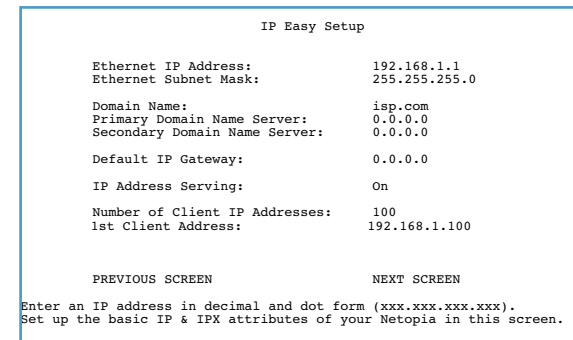 IP Easy Setup
Ethernet IP Address: 192.168.1.1
Ethernet Subnet Mask: 255.255.255.0
Domain Name: isp.com
Primary Domain Name Server: 0.0.0.0
Secondary Domain Name Server: 0.0.0.0
Default IP Gateway: 0.0.0.0
IP Address Serving: On
Number of Client IP Addresses: 100
1st Client Address: 192.168.1.100
PREVIOUS SCREEN NEXT SCREEN
Enter an IP address in decimal and dot form (xxx.xxx.xxx.xxx).
Set up the basic IP & IPX attributes of your Netopia in this screen.